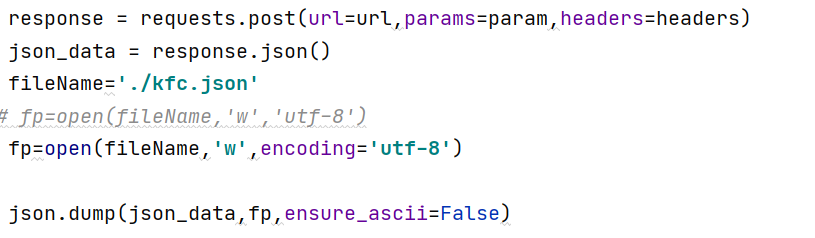 response = requests.post(url=url,params=param,headers=headers)
json_data = response.json()
fileName='./kfc.json'
# fp=open(fileName,'w','utf-8')
fp=open(fileName,'w',encoding='utf-8')
json.dump(json_data,fp,ensure_ascii=False)